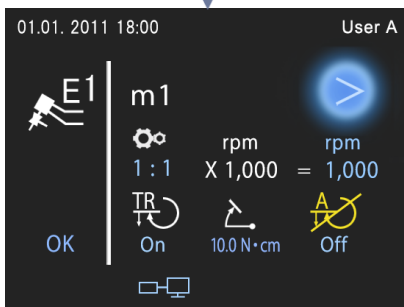 01.01. 2011 18:00 User A
E1
m1
>
rpm rpm
1 : 1 X 1,000 = 1,000
TR A
OK On 10.0 N·cm Off